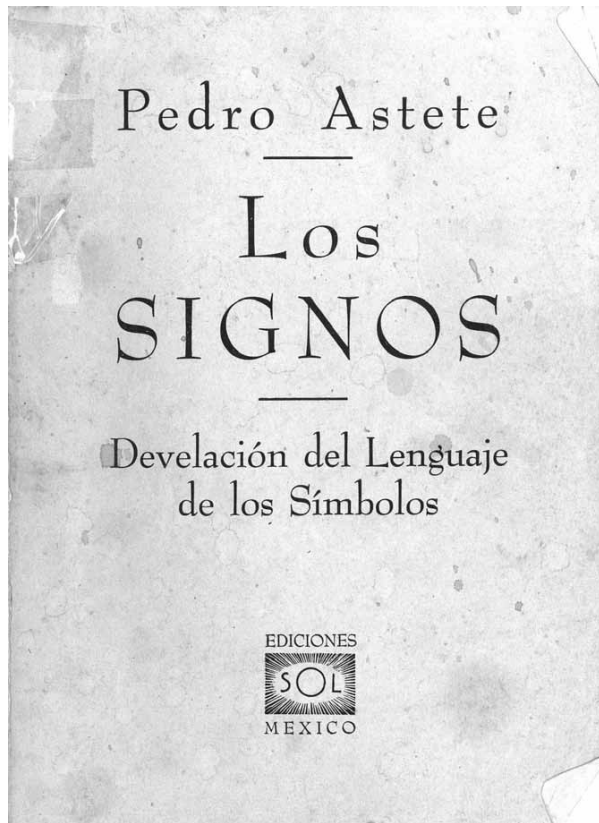 Pedro Astete
Los
SIGNOS
Develación del Lenguaje
de los Símbolos
EDICIONES
SOL
MEXICO